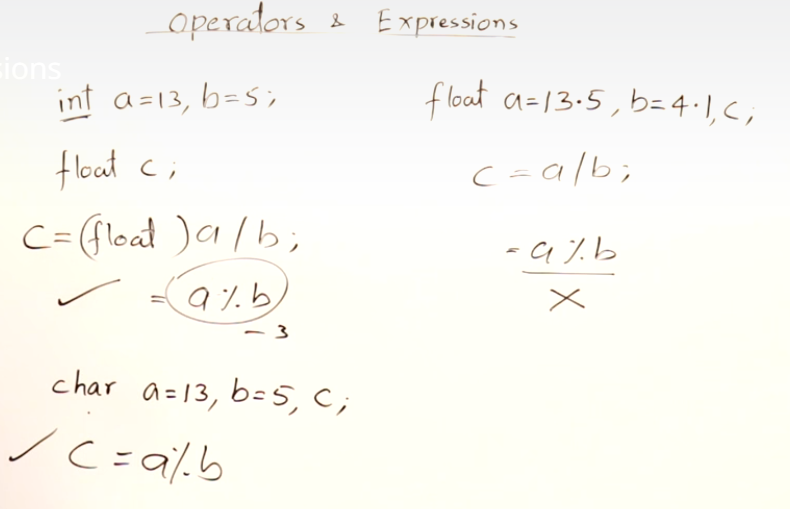 Operators & Expressions
sions
int a=13, b=5;
float c;
C=(float )a/b;
✓ = a%b
- 3
char a=13, b=5, c;
✓ C=a%b
float a=13.5, b=4.1, c;
c=a/b;
= a%b
X